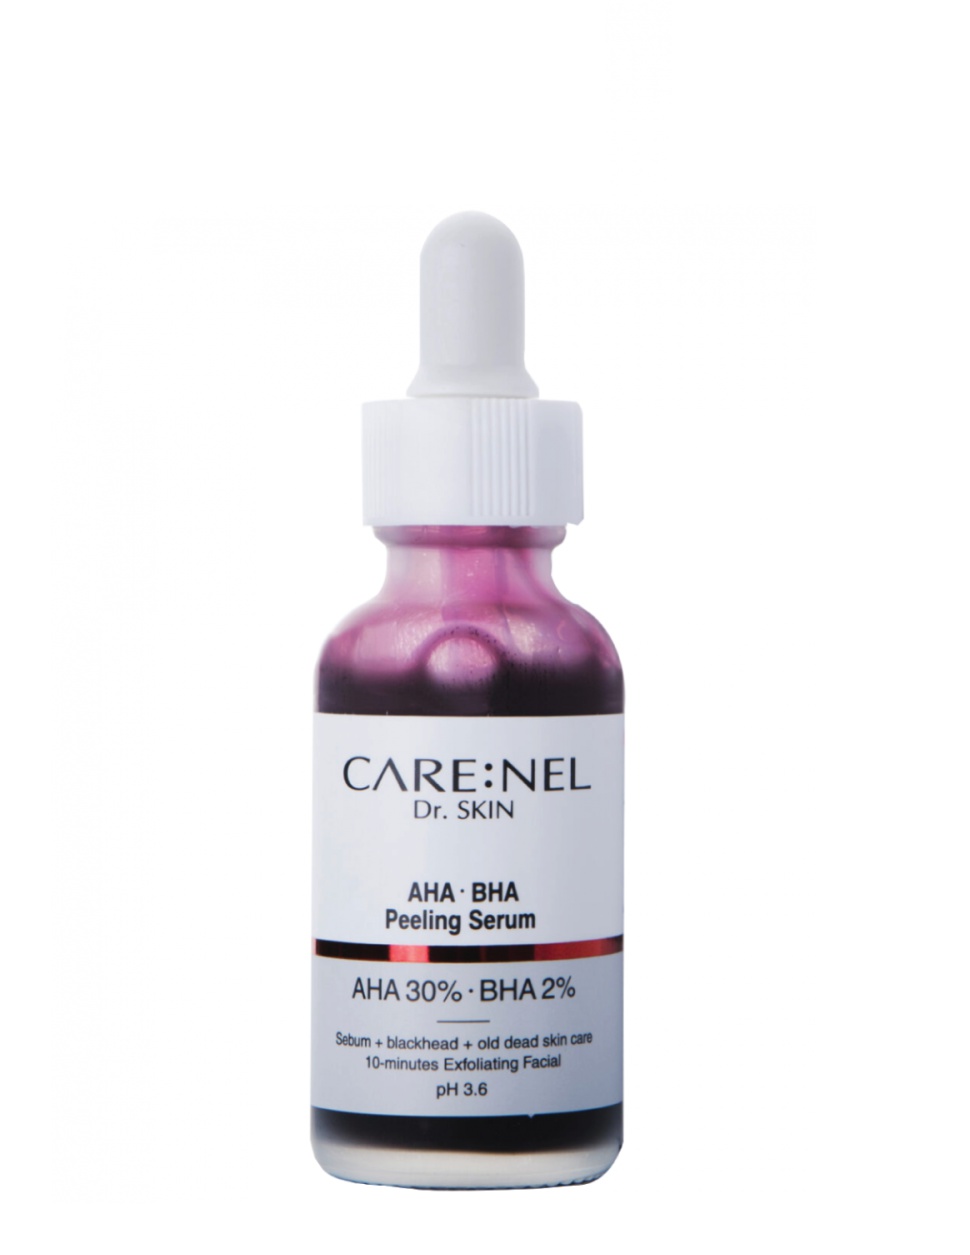 CARE:NEL
Dr. SKIN
AHA · BHA
Peeling Serum
AHA 30% · BHA 2%
Sebum + blackhead + old dead skin care
10-minutes Exfoliating Facial
pH 3.6